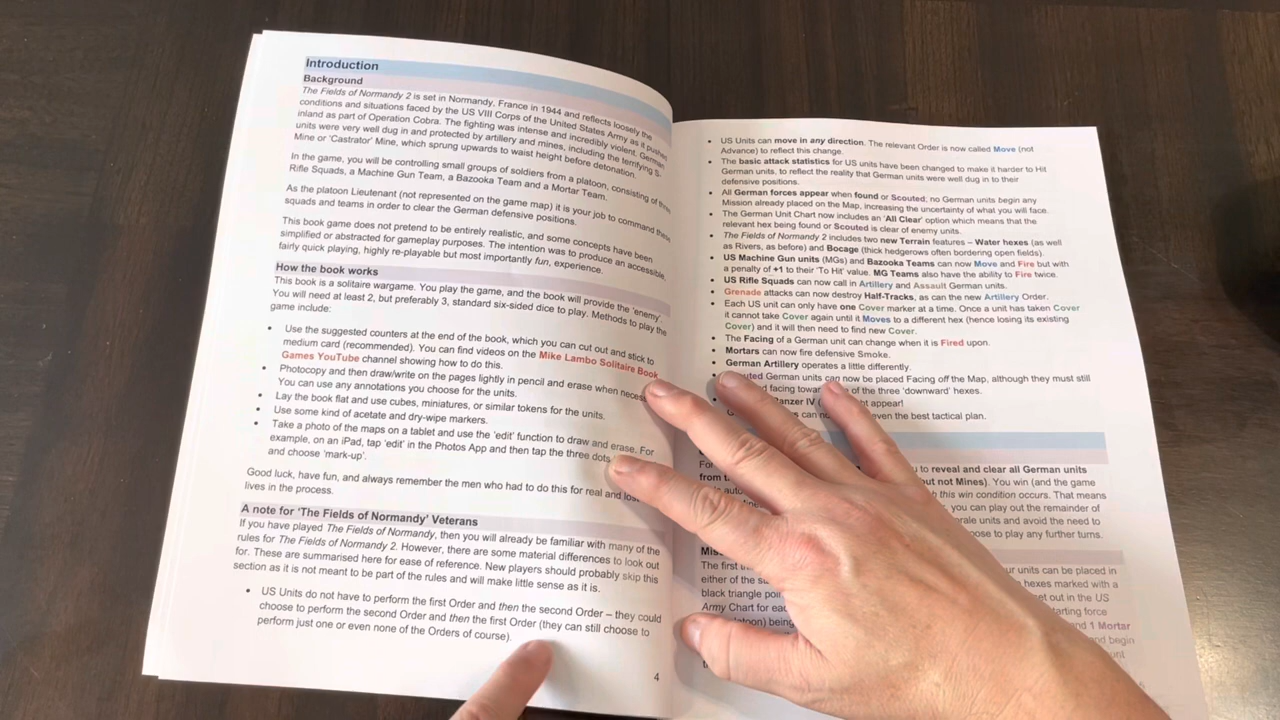 Introduction
Background
The Fields of Normandy 2 is set in Normandy, France in 1944 and reflects loosely the
conditions and situations faced by the US VIII Corps of the United States Army as it pushed
inland as part of Operation Cobra. The fighting was intense and incredibly violent. German
units were very well dug in and protected by artillery and mines, including the terrifying S-
Mine or 'Castrator' Mine, which sprung upwards to waist height before detonation.
In the game, you will be controlling small groups of soldiers from a platoon, consisting of three
Rifle Squads, a Machine Gun Team, a Bazooka Team and a Mortar Team.
As the platoon Lieutenant (not represented on the game map) it is your job to command these
squads and teams in order to clear the German defensive positions.
This book game does not pretend to be entirely realistic, and some concepts have been
simplified or abstracted for gameplay purposes. The intention was to produce an accessible,
fairly quick playing, highly re-playable but most importantly fun, experience.
How the book works
This book is a solitaire wargame. You play the game, and the book will provide the 'enemy'.
You will need at least 2, but preferably 3, standard six-sided dice to play. Methods to play the
game include:
• Use the suggested counters at the end of the book, which you can cut out and stick to
medium card (recommended). You can find videos on the Mike Lambo Solitaire Book
Games YouTube channel showing how to do this.
• Photocopy and then draw/write on the pages lightly in pencil and erase when
You can use any annotations you choose for the units.
• Lay the book flat and use cubes, miniatures, or similar tokens for the units.
• Use some kind of acetate and dry-wipe markers.
• Take a photo of the maps on a tablet and use the 'edit' function to draw and erase. For
example, on an iPad, tap 'edit' in the Photos App and then tap the three dots
and choose 'mark-up'.
Good luck, have fun, and always remember the men who had to do this for real and lost
lives in the process.
A note for 'The Fields of Normandy' Veterans
If you have played The Fields of Normandy, then you will already be familiar with many of the
rules for The Fields of Normandy 2. However, there are some material differences to look out
for. These are summarised here for ease of reference. New players should probably skip this
section as it is not meant to be part of the rules and will make little sense as it is.
• US Units do not have to perform the first Order and then the second Order – they could
choose to perform the second Order and then the first Order (they can still choose to
perform just one or even none of the Orders of course).
4
• US Units can move in any direction. The relevant Order is now called Move (not
Advance) to reflect this change.
• The basic attack statistics for US units have been changed to make it harder to Hit
German units, to reflect the reality that German units were well dug in to their
defensive positions.
• All German forces appear when found or Scouted; no German units begin any
Mission already placed on the Map, increasing the uncertainty of what you will face.
• The German Unit Chart now includes an 'All Clear' option which means that the
relevant hex being found or Scouted is clear of enemy units.
• The Fields of Normandy 2 includes two new Terrain features – Water hexes (as well
as Rivers, as before) and Bocage (thick hedgerows often bordering open fields).
• US Machine Gun units (MGs) and Bazooka Teams can now Move and Fire but with
a penalty of +1 to their 'To Hit' value. MG Teams also have the ability to Fire twice.
• US Rifle Squads can now call in Artillery and Assault German units.
• Grenade attacks can now destroy Half-Tracks, as can the new Artillery Order.
• Each US unit can only have one Cover marker at a time. Once a unit has taken Cover
it cannot take Cover again until it Moves to a different hex (hence losing its existing
Cover) and it will then need to find new Cover.
• The Facing of a German unit can change when it is Fired upon.
• Mortars can now fire defensive Smoke.
• German Artillery operates a little differently.
German units can now be placed Facing off the Map, although they must still
facing of the three 'downward' hexes.
Panzer IV appear!
even the best tactical plan.
to reveal and clear all German units
but not Mines). You win (and the game
this win condition occurs. That means
you can play out the remainder of
units and avoid the need to
to play any further turns.
The first
units can be placed in
either of the
hexes marked with a
black triangle
set out in the US
Army Chart for
force
being
and 1 Mortar
and begin